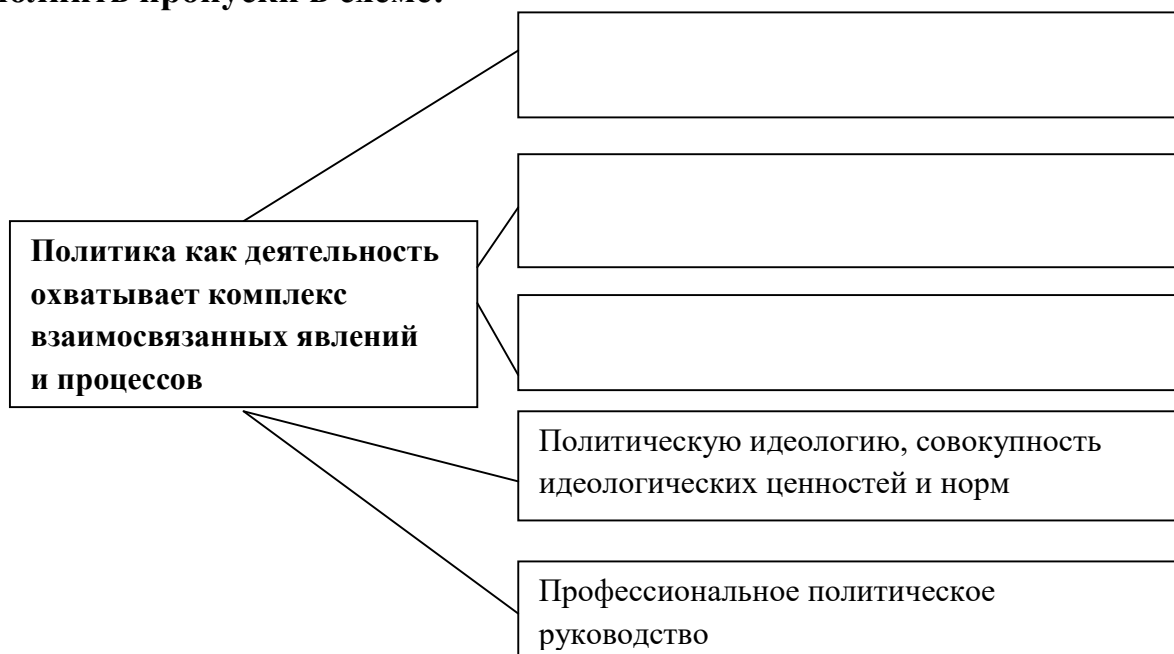 пропуски в схеме.
Политика как деятельность
охватывает комплекс
взаимосвязанных явлений
и процессов
Политическую идеологию, совокупность
идеологических ценностей и норм
Профессиональное политическое
руководство